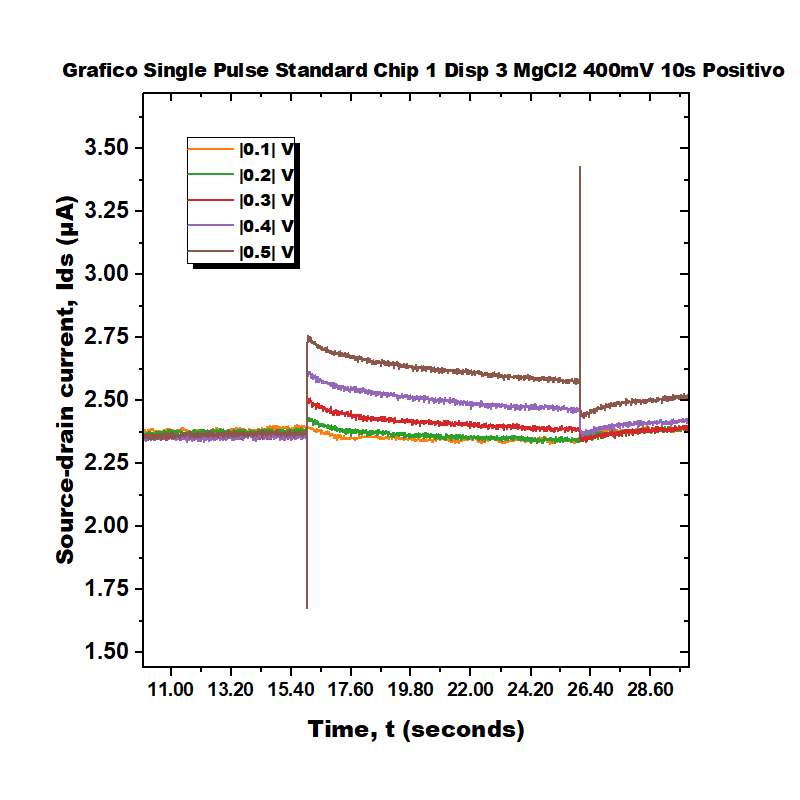 Grafico Single Pulse Standard Chip 1 Disp 3 MgCl2 400mV 10s Positivo
|0.1| V
|0.2| V
|0.3| V
|0.4| V
|0.5| V
Source-drain current, Ids (µA)
3.50
3.25
3.00
2.75
2.50
2.25
2.00
1.75
1.50
11.00 13.20 15.40 17.60 19.80 22.00 24.20 26.40 28.60
Time, t (seconds)